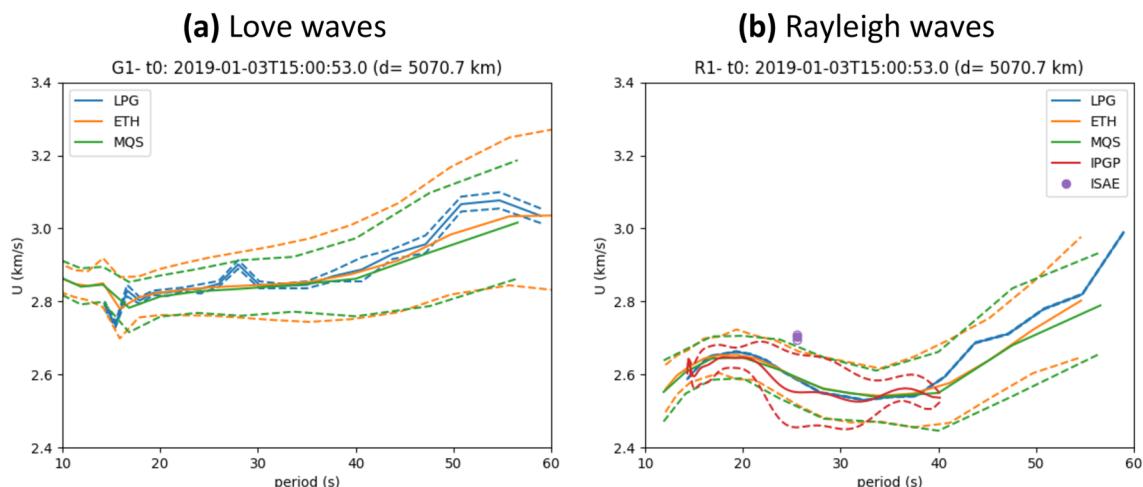 (a) Love waves
G1- t0: 2019-01-03T15:00:53.0 (d= 5070.7 km)
3.4
3.2
3.0
2.8
2.6
2.4
U (km/s)
LPG
ETH
MQS
10
20
30
40
50
60
period (s)
(b) Rayleigh waves
R1- t0: 2019-01-03T15:00:53.0 (d= 5070.7 km)
3.4
3.2
3.0
2.8
2.6
2.4
U (km/s)
LPG
ETH
MQS
IPGP
ISAE
10
20
30
40
50
60
period (s)